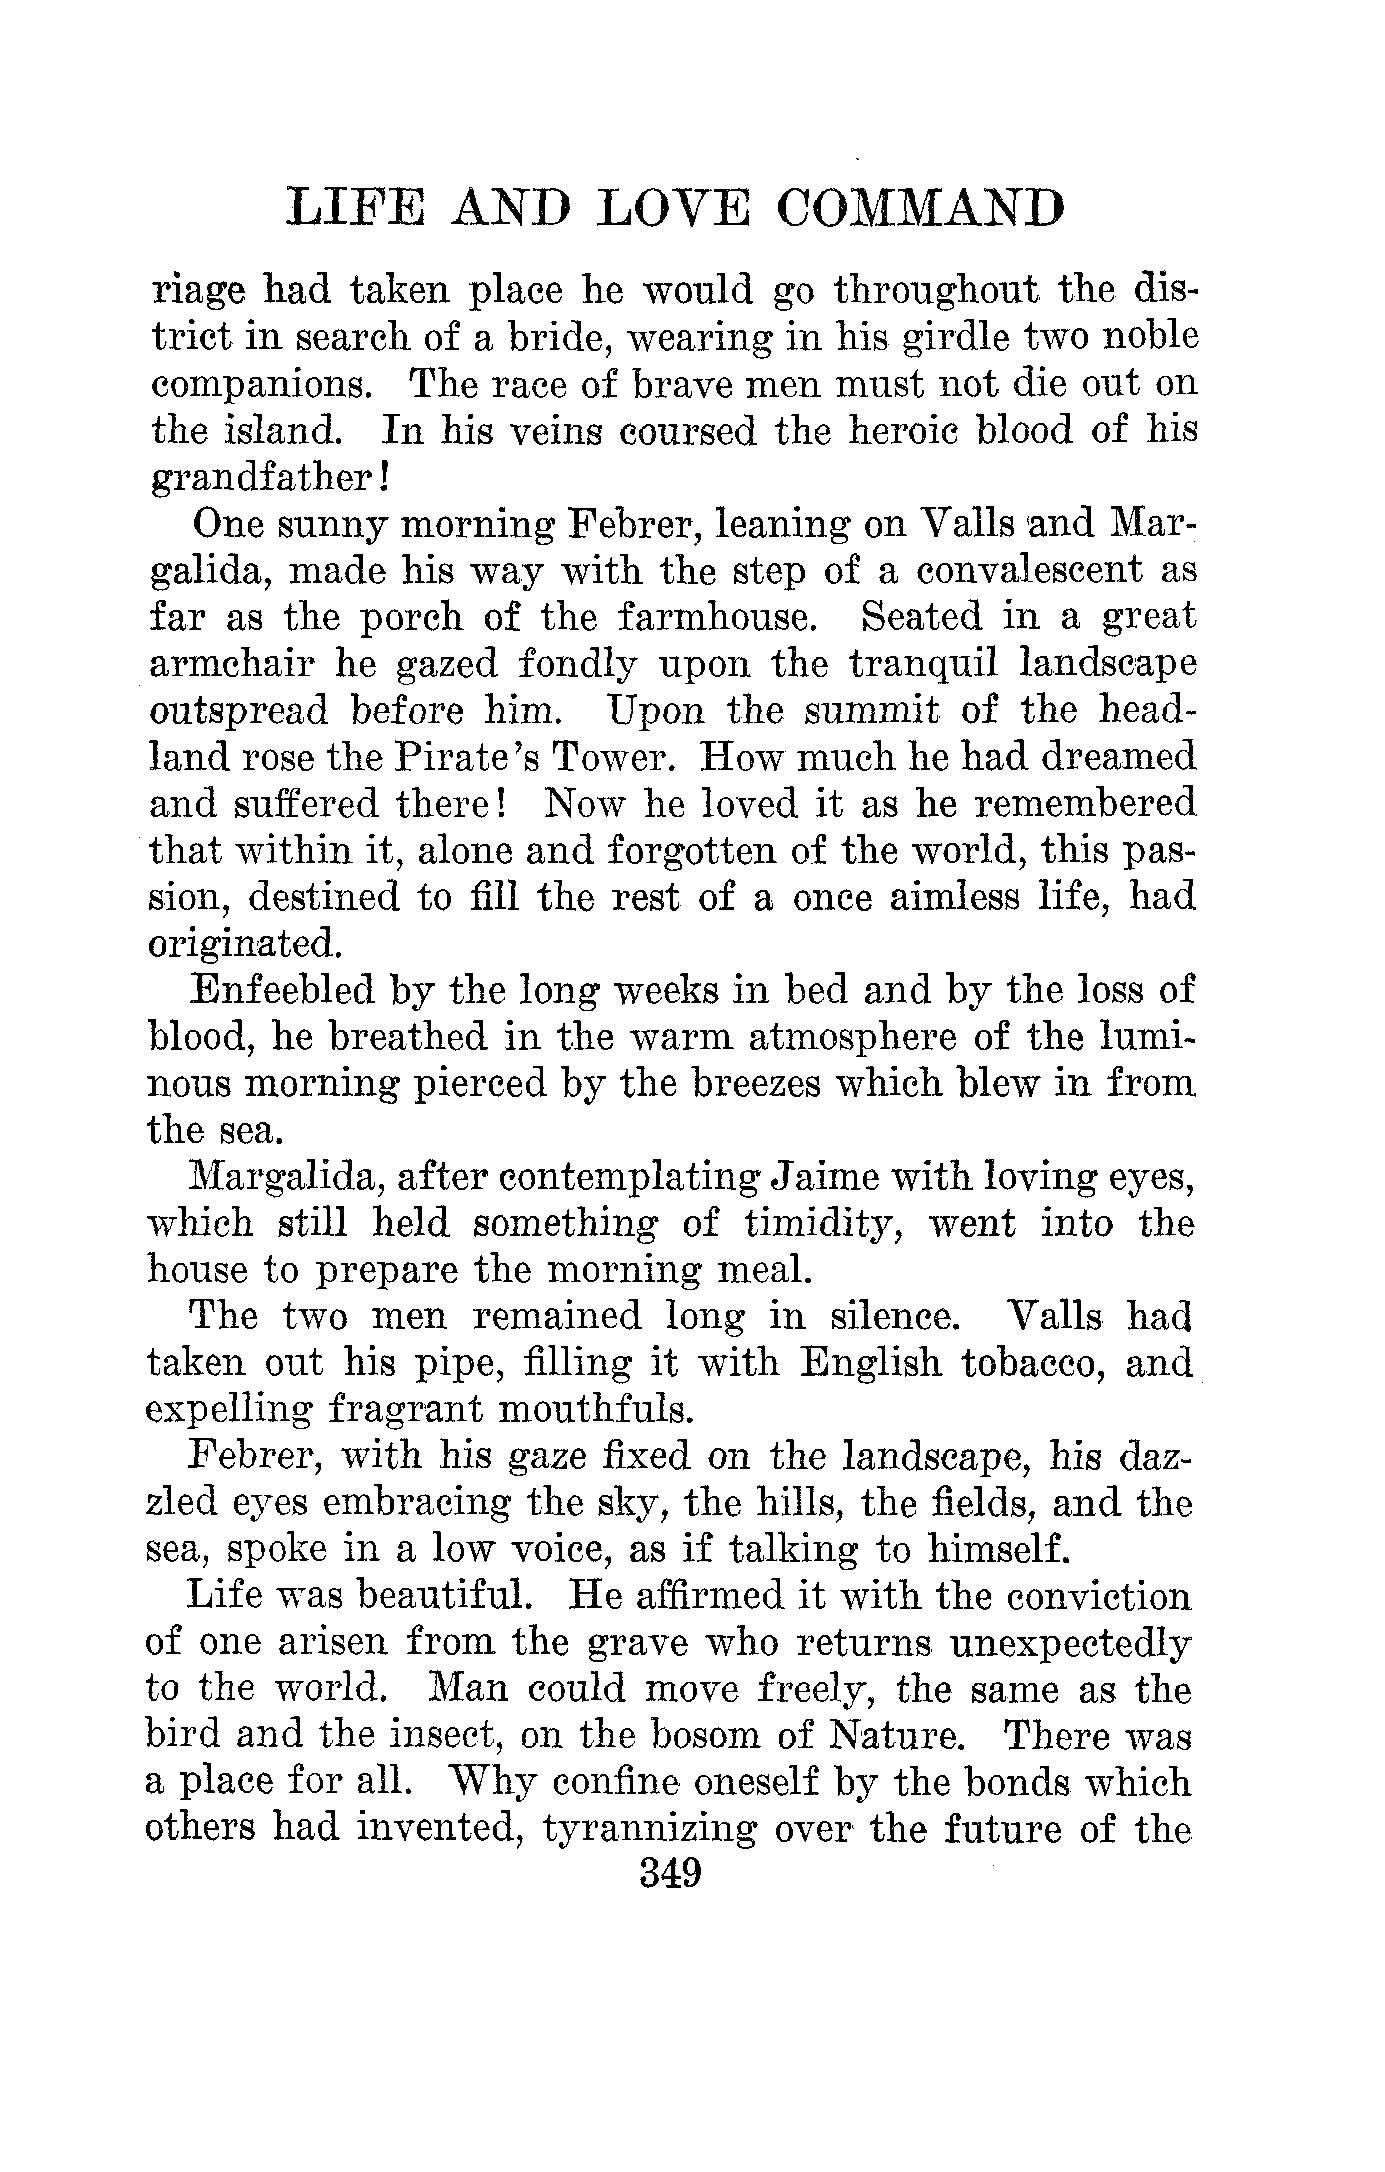 LIFE AND LOVE COMMAND
riage had taken place he would go throughout the dis-
trict in search of a bride, wearing in his girdle two noble
companions. The race of brave men must not die out on
the island. In his veins coursed the heroic blood of his
grandfather!
One sunny morning Febrer, leaning on Valls and Mar-
galida, made his way with the step of a convalescent as
far as the porch of the farmhouse. Seated in a great
armchair he gazed fondly upon the tranquil landscape
outspread before him. Upon the summit of the head-
land rose the Pirate's Tower. How much he had dreamed
and suffered there! Now he loved it as he remembered
that within it, alone and forgotten of the world, this pas-
sion, destined to fill the rest of a once aimless life, had
originated.
Enfeebled by the long weeks in bed and by the loss of
blood, he breathed in the warm atmosphere of the lumi-
nous morning pierced by the breezes which blew in from
the sea.
Margalida, after contemplating Jaime with loving eyes,
which still held something of timidity, went into the
house to prepare the morning meal.
The two men remained long in silence. Valls had
taken out his pipe, filling it with English tobacco, and
expelling fragrant mouthfuls.
Febrer, with his gaze fixed on the landscape, his daz-
zled eyes embracing the sky, the hills, the fields, and the
sea, spoke in a low voice, as if talking to himself.
Life was beautiful. He affirmed it with the conviction
of one arisen from the grave who returns unexpectedly
to the world. Man could move freely, the same as the
bird and the insect, on the bosom of Nature. There was
a place for all. Why confine oneself by the bonds which
others had invented, tyrannizing over the future of the
349